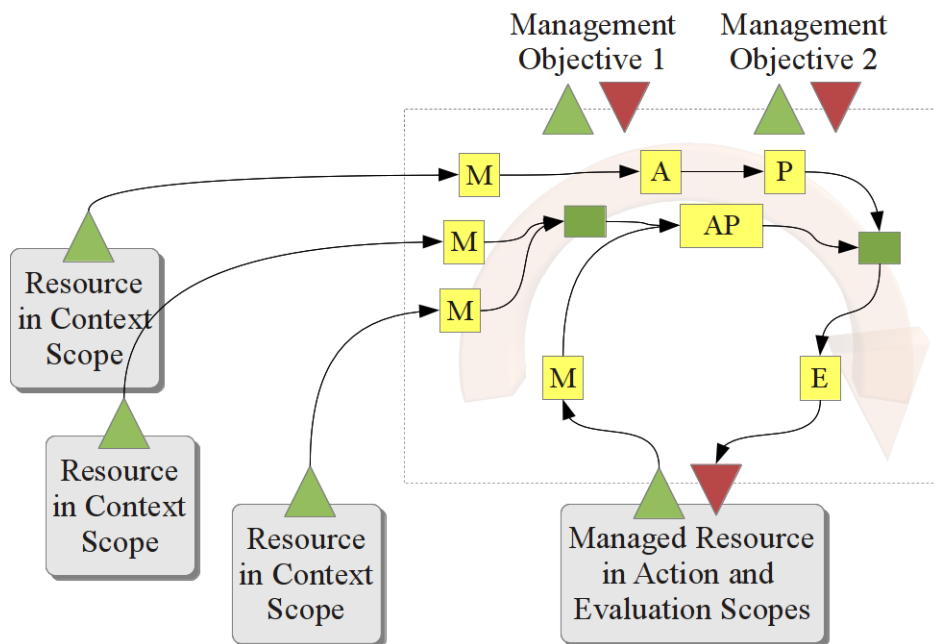 Management
Objective 1
Management
Objective 2
M
A
P
M
AP
M
M
E
Resource
in Context
Scope
Resource
in Context
Scope
Resource
in Context
Scope
Managed Resource
in Action and
Evaluation Scopes